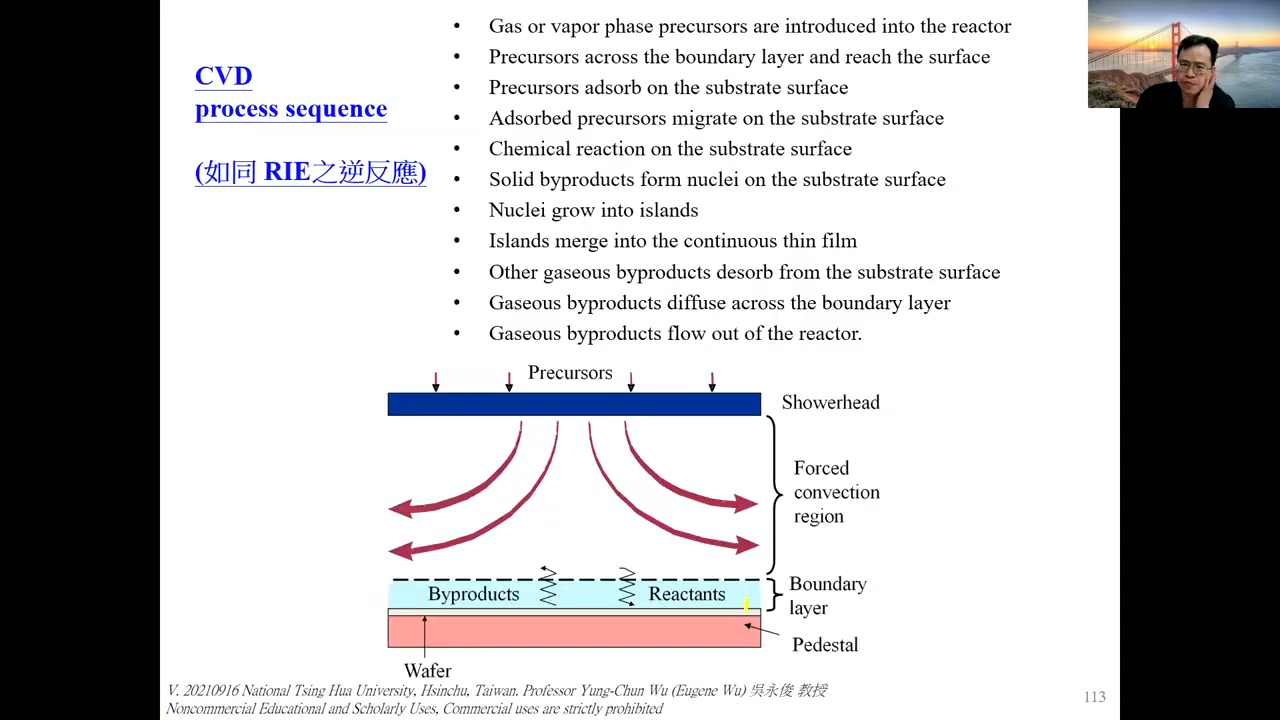 CVD
process sequence
(如同 RIE之逆反應)
• Gas or vapor phase precursors are introduced into the reactor
• Precursors across the boundary layer and reach the surface
• Precursors adsorb on the substrate surface
• Adsorbed precursors migrate on the substrate surface
• Chemical reaction on the substrate surface
• Solid byproducts form nuclei on the substrate surface
• Nuclei grow into islands
• Islands merge into the continuous thin film
• Other gaseous byproducts desorb from the substrate surface
• Gaseous byproducts diffuse across the boundary layer
• Gaseous byproducts flow out of the reactor.
Precursors
Showerhead
Forced
convection
region
Byproducts
Reactants
Boundary
layer
Pedestal
Wafer
V. 20210916 National Tsing Hua University, Hsinchu, Taiwan. Professor Yung-Chun Wu (Eugene Wu) 吳永俊 教授
Noncommercial Educational and Scholarly Uses, Commercial uses are strictly prohibited
113